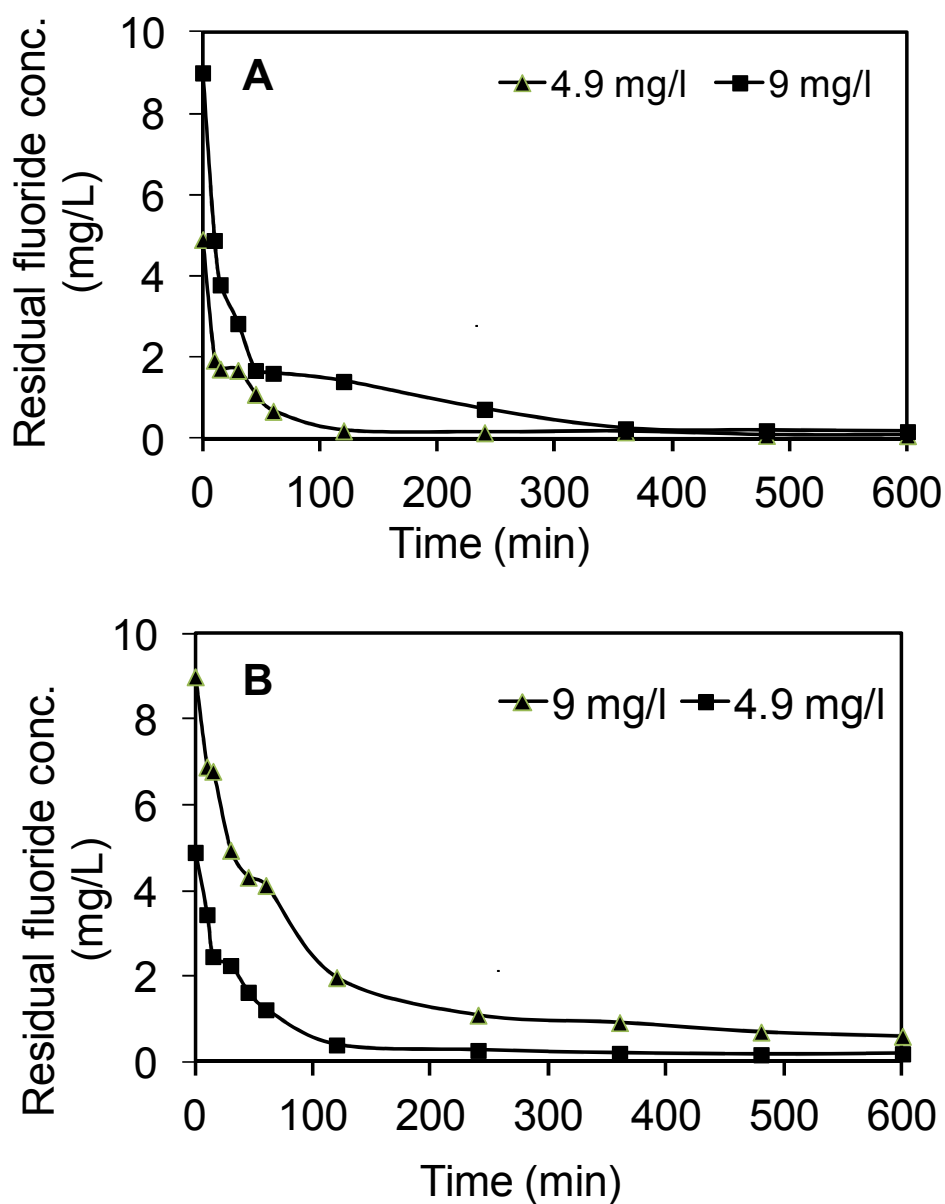 Residual fluoride conc.
(mg/L)
10
8
6
4
2
0
A
4.9 mg/l
9 mg/l
0 100 200 300 400 500 600
Time (min)
Residual fluoride conc.
(mg/L)
10
8
6
4
2
0
B
9 mg/l
4.9 mg/l
0 100 200 300 400 500 600
Time (min)